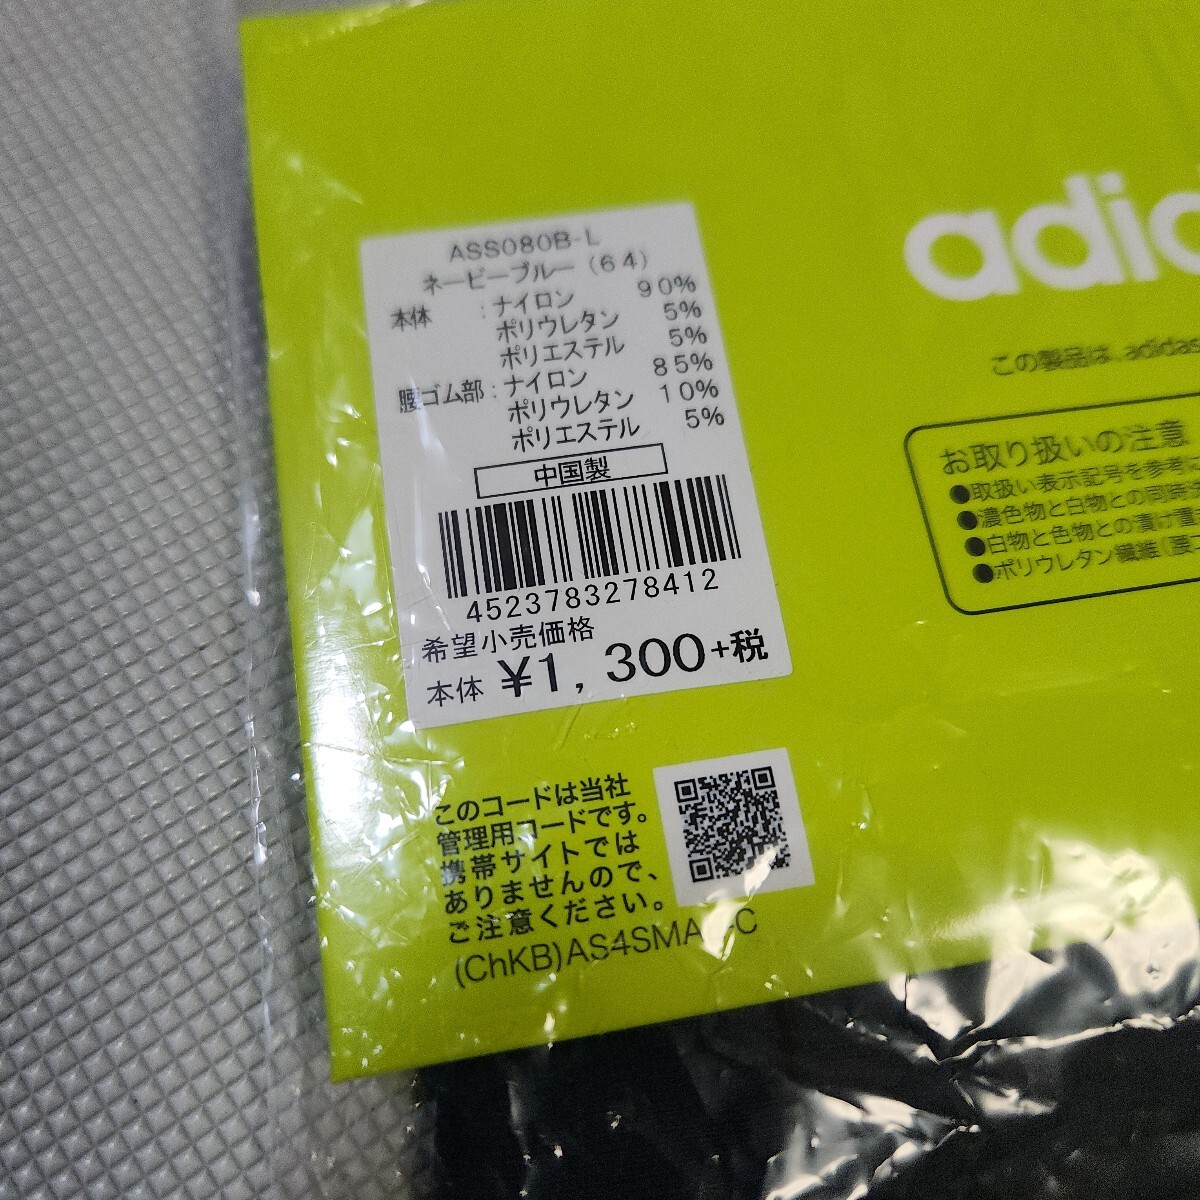 ASS080B-L
ネービーブルー(64)
本体 :ナイロン 90%
ポリウレタン 5%
ポリエステル 5%
腰ゴム部:ナイロン 85%
ポリウレタン 10%
ポリエステル 5%
中国製
4523783278412
希望小売価格
本体 ¥1,300+税
このコードは当社
管理用コードです。
携帯サイトでは
ありませんので、
ご注意ください。
(ChKB)AS4SMA
adid
この製品は、adidas
お取り扱いの注意
●取扱い表示記号を参考に
●濃色物と白物との同時
●白物と色物との漬け重
●ポリウレタン繊維(腰